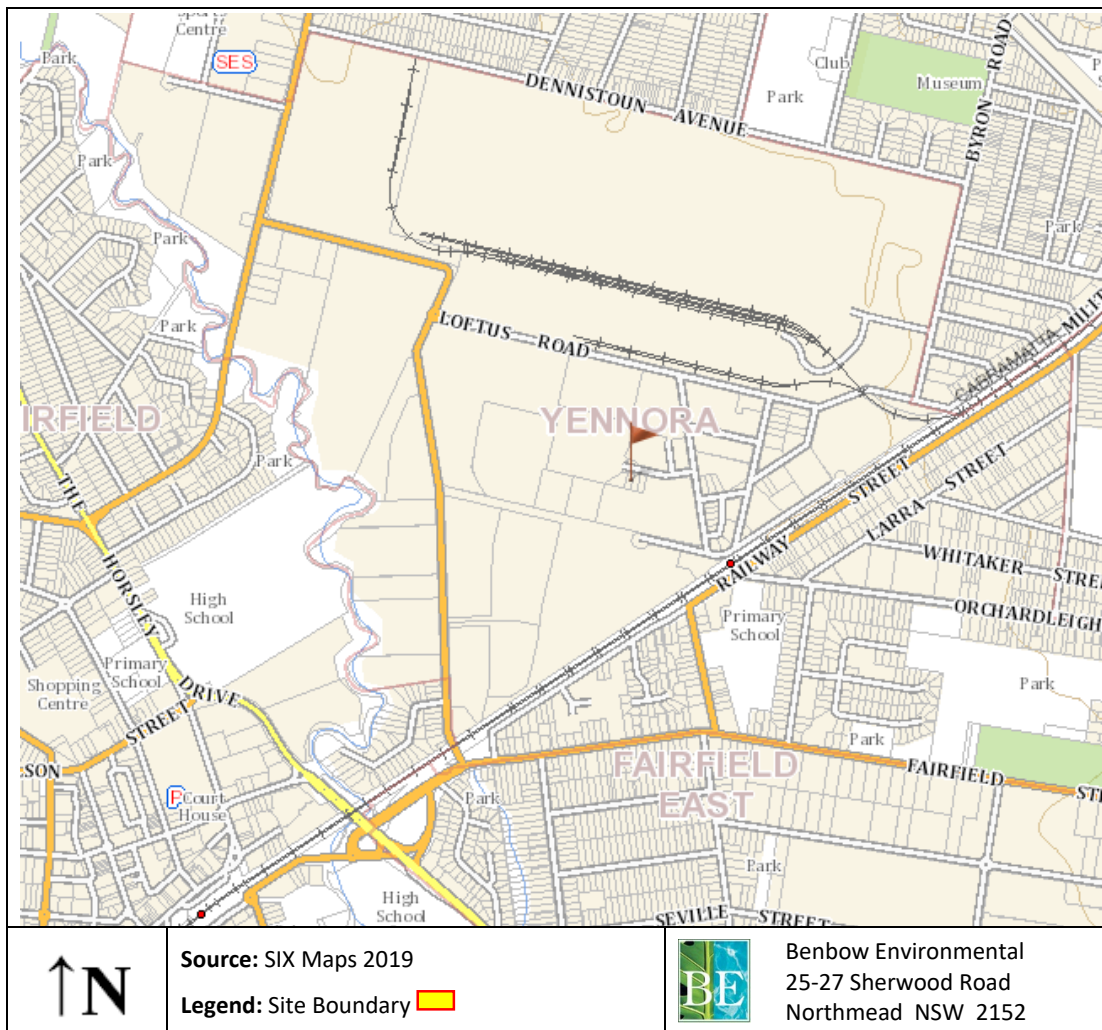 Sports
Centre
Park
SES
DENNISTOUN AVENUE
Club
Museum
Park
BYRON ROAD
Park
Park
Park
Park
LOFTUS ROAD
CABRAMATTA
YENNORA
IRFIELD
Park
RAILWAY STREET
LARRA STREET
WHITAKER STREE
ORCHARDLEIGH
THE HORSLEY DRIVE
High
School
Primary
School
Primary
School
Shopping
Centre
STREET
Park
Park
SON
FAIRFIELD ST
FAIRFIELD
EAST
P
Court
House
Park
Park
High
School
SEVILLE STREET
↑N
Source: SIX Maps 2019
Legend: Site Boundary
BE
Benbow Environmental
25-27 Sherwood Road
Northmead NSW 2152